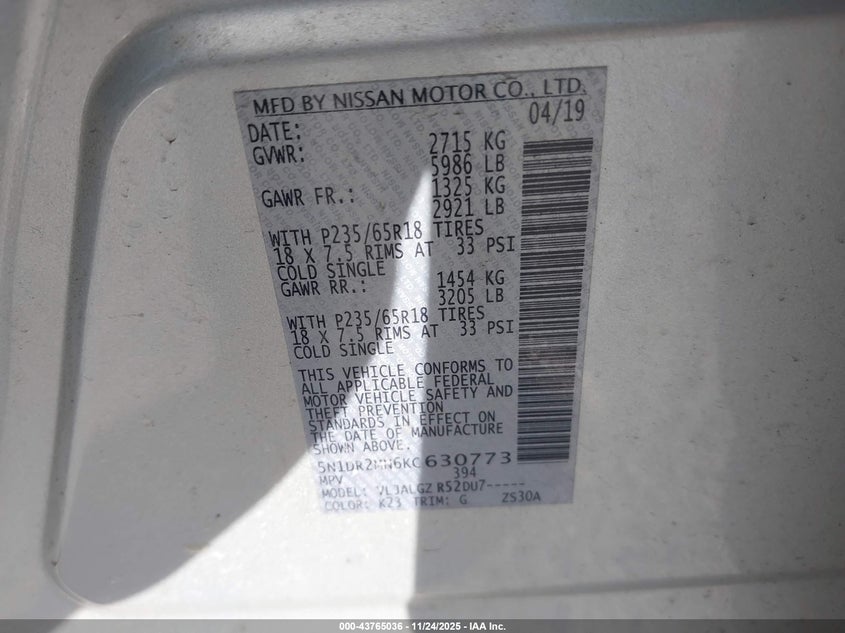 MFD BY NISSAN MOTOR CO., LTD.
DATE: 04/19
GVWR: 2715 KG
5986 LB
GAWR FR.: 1325 KG
2921 LB
WITH P235/65R18 TIRES
18 X 7.5 RIMS AT 33 PSI
COLD SINGLE
GAWR RR.: 1454 KG
3205 LB
WITH P235/65R18 TIRES
18 X 7.5 RIMS AT 33 PSI
COLD SINGLE
THIS VEHICLE CONFORMS TO
ALL APPLICABLE FEDERAL
MOTOR VEHICLE SAFETY AND
THEFT PREVENTION
STANDARDS IN EFFECT ON
THE DATE OF MANUFACTURE
SHOWN ABOVE.
5N1DR2MN6KC630773
MPV 394
MODEL: VL3ALGZ R52DU7-----
COLOR: K23 TRIM: G ZS30A
000-43765036 • 11/24/2025 • IAA Inc.